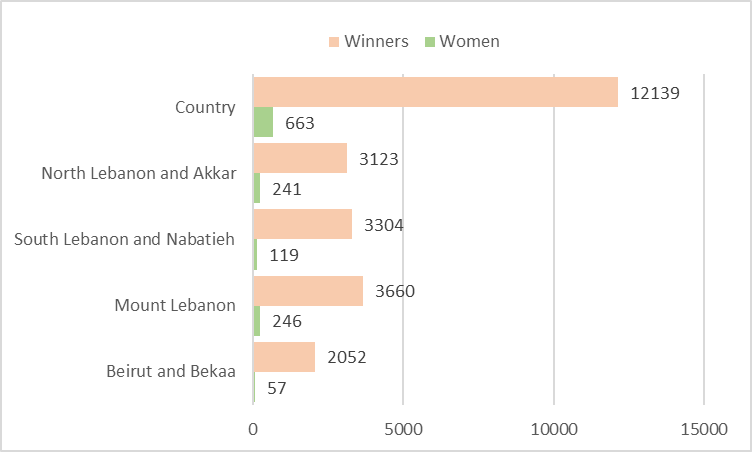 Winners Women
Country 12139
663
North Lebanon and Akkar 3123
241
South Lebanon and Nabatieh 3304
119
Mount Lebanon 3660
246
Beirut and Bekaa 2052
57
0 5000 10000 15000